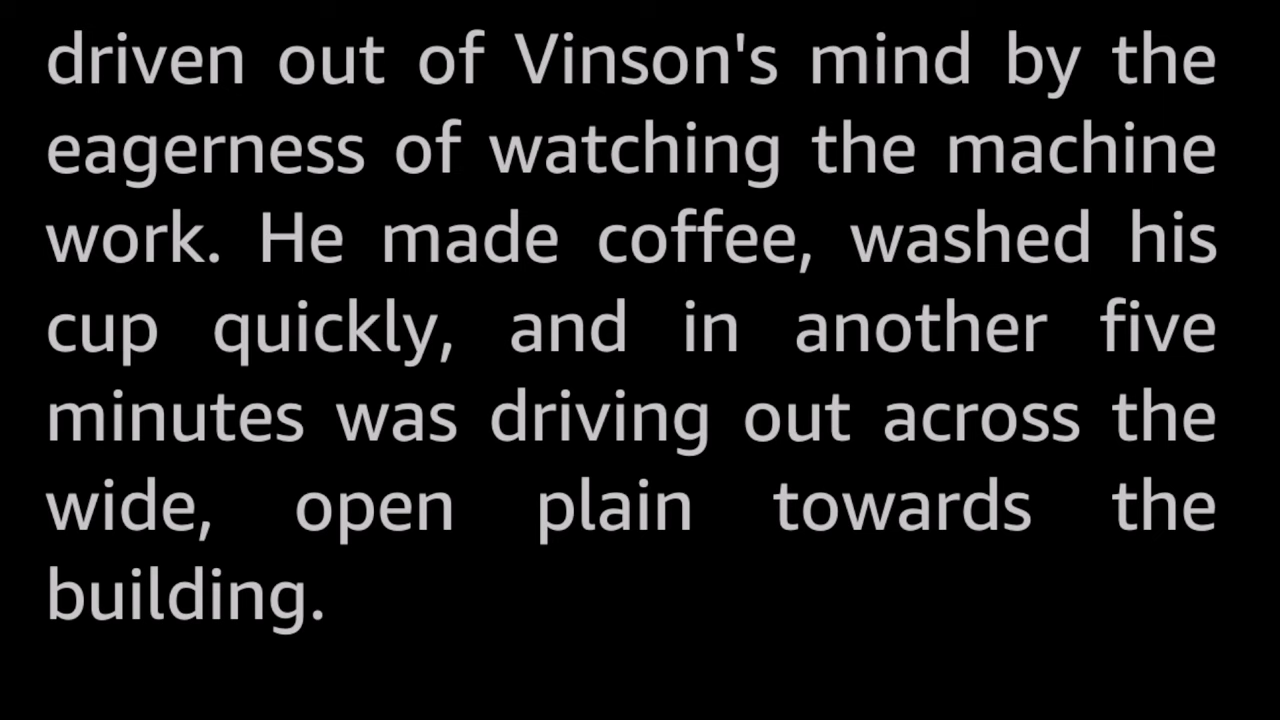 driven out of Vinson's mind by the
eagerness of watching the machine
work. He made coffee, washed his
cup quickly, and in another five
minutes was driving out across the
wide, open plain towards the
building.